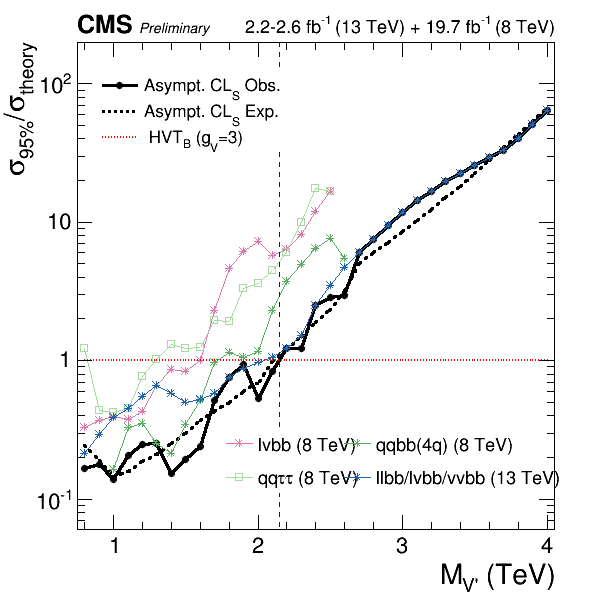 CMS Preliminary 2.2-2.6 fb⁻¹ (13 TeV) + 19.7 fb⁻¹ (8 TeV)
σ95%/σtheory
10²
10
1
10⁻¹
Asympt. CLS Obs.
Asympt. CLS Exp.
HVTB (gV=3)
lvbb (8 TeV) qqbb(4q) (8 TeV)
qqττ (8 TeV) llbb/lvbb/vvbb (13 TeV)
1 2 3 4
MV' (TeV)